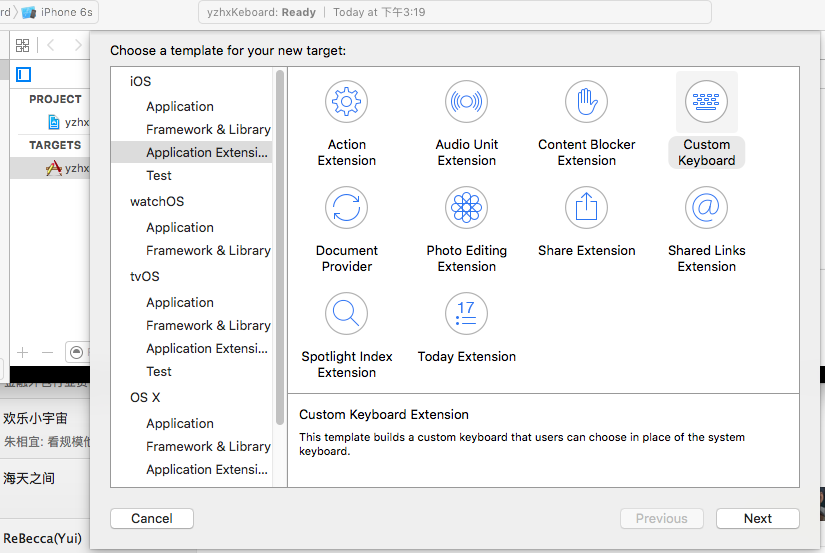 rd iPhone 6s
yzhxKeboard: Ready | Today at 下午3:19
Choose a template for your new target:
PROJECT
yzhx
TARGETS
yzhx
iOS
Application
Framework & Library
Application Extensi...
Test
watchOS
Application
Framework & Library
tvOS
Application
Framework & Library
Application Extensi...
Test
OS X
Application
Framework & Library
Application Extensi...
Action
Extension
Audio Unit
Extension
Content Blocker
Extension
Custom
Keyboard
Document
Provider
Photo Editing
Extension
Share Extension
@
Shared Links
Extension
Spotlight Index
Extension
17
Today Extension
Custom Keyboard Extension
This template builds a custom keyboard that users can choose in place of the system
keyboard.
欢乐小宇宙
朱相宜: 看规模他
海天之间
ReBecca(Yui)
Cancel
Previous
Next